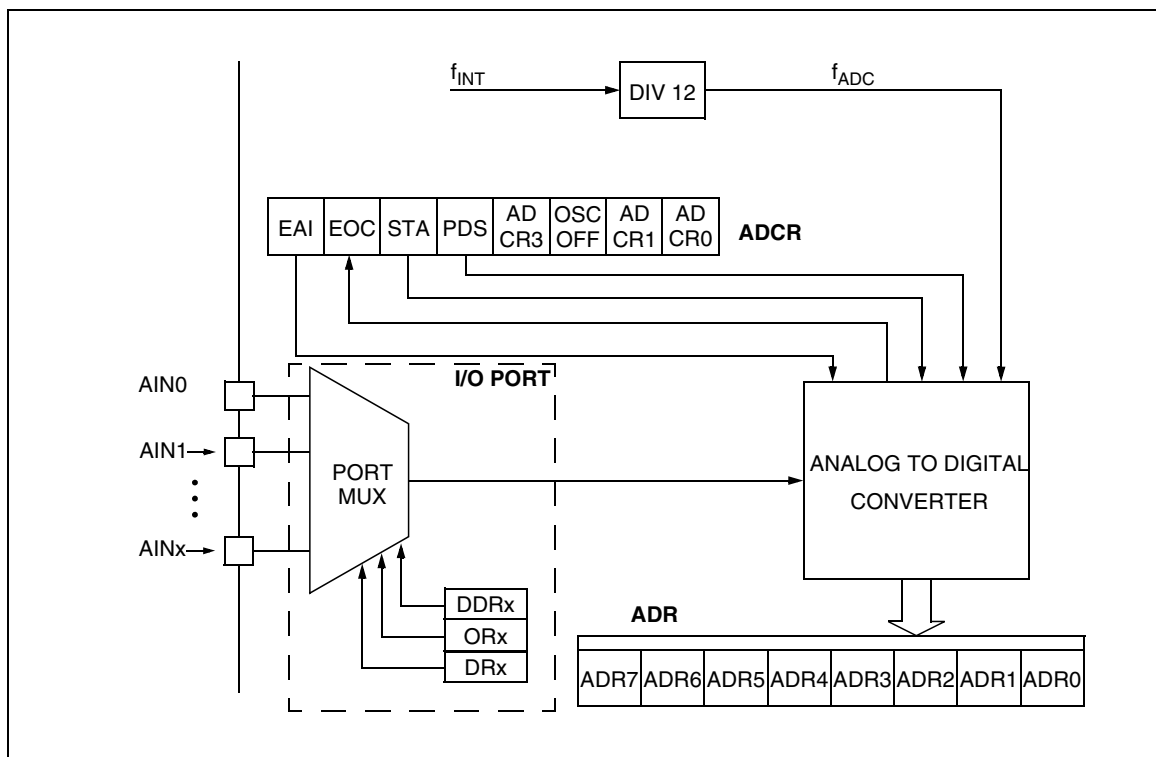 fINT
DIV 12
fADC
EAI
EOC
STA
PDS
AD
CR3
OSC
OFF
AD
CR1
AD
CR0
ADCR
I/O PORT
AIN0
AIN1
AINx
PORT
MUX
ANALOG TO DIGITAL
CONVERTER
DDRx
ORx
DRx
ADR
ADR7 ADR6 ADR5 ADR4 ADR3 ADR2 ADR1 ADR0